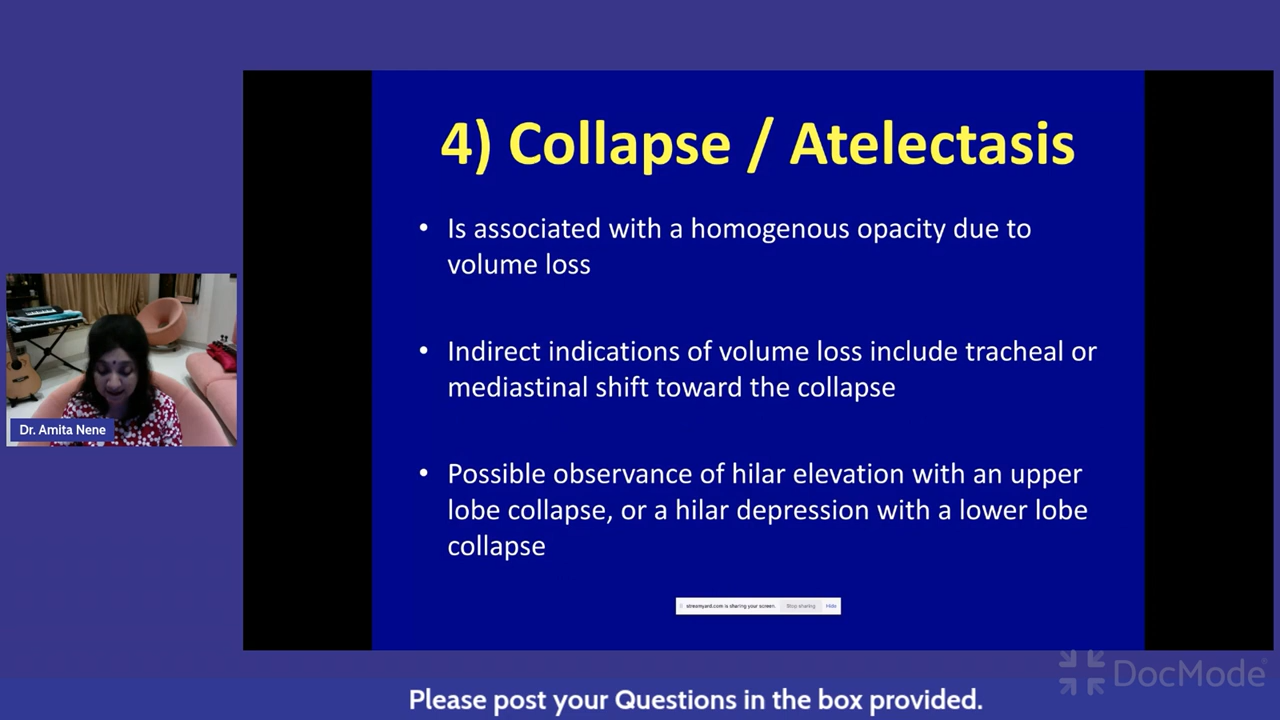 4) Collapse / Atelectasis
• Is associated with a homogenous opacity due to
volume loss
• Indirect indications of volume loss include tracheal or
mediastinal shift toward the collapse
• Possible observance of hilar elevation with an upper
lobe collapse, or a hilar depression with a lower lobe
collapse
streamyard.com is sharing your screen. Stop sharing Hide
Dr. Amita Nene
DocMode
Please post your Questions in the box provided.